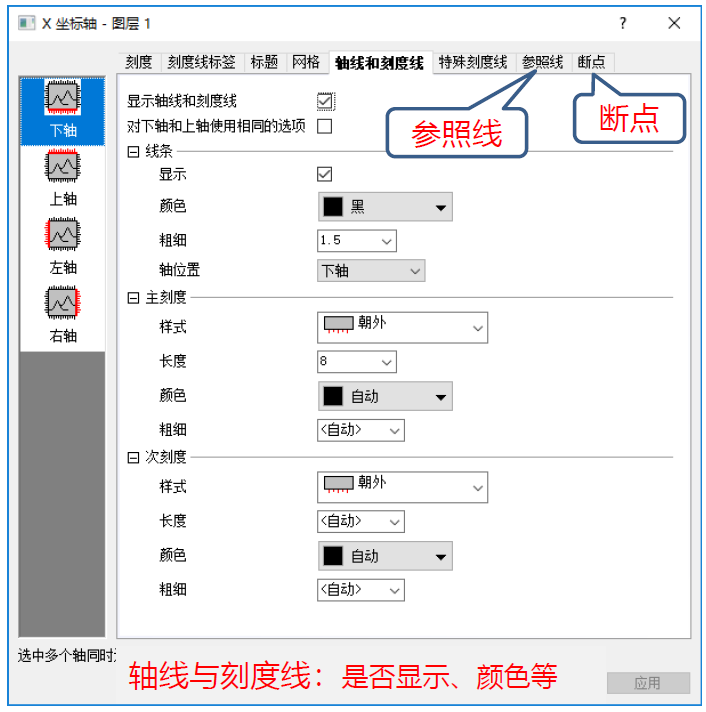 X 坐标轴 - 图层 1 ?
刻度 刻度线标签 标题 网格 轴线和刻度线 特殊刻度线 参照线 断点
参照线
断点
下轴
上轴
左轴
右轴
显示轴线和刻度线
对下轴和上轴使用相同的选项
线条
显示
颜色 黑
粗细 1.5
轴位置 下轴
主刻度
样式 朝外
长度 8
颜色 自动
粗细 <自动>
次刻度
样式 朝外
长度 <自动>
颜色 自动
粗细 <自动>
选中多个轴同时
轴线与刻度线：是否显示、颜色等
应用